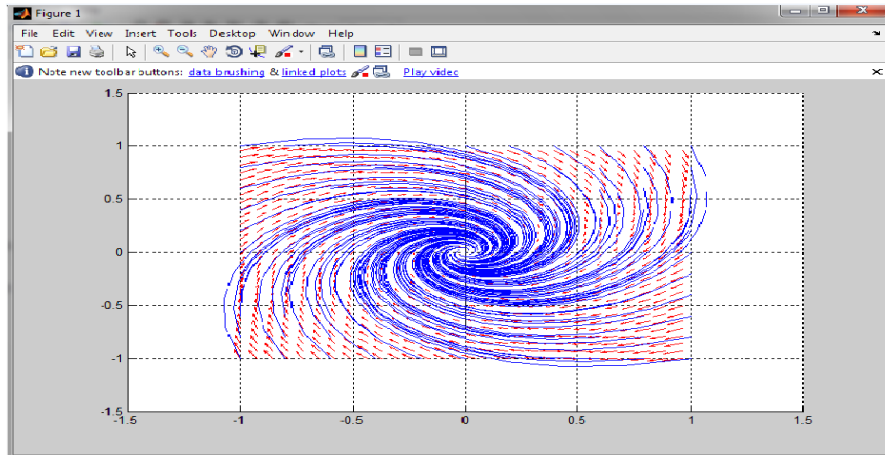 Figure 1
File Edit View Insert Tools Desktop Window Help
Note new toolbar buttons: data brushing & linked plots Play video
1.5
1
0.5
0
-0.5
-1
-1.5
-1.5 -1 -0.5 0 0.5 1 1.5